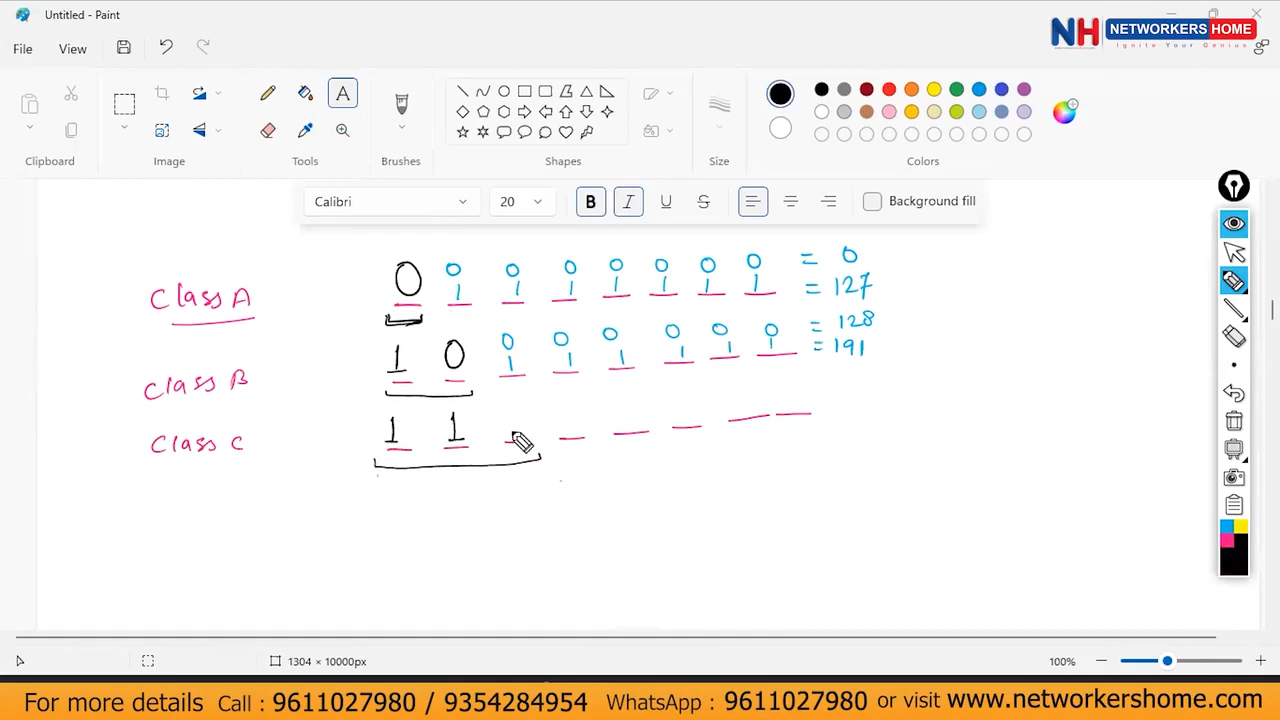 Untitled - Paint
NH NETWORKERS HOME
Ignite Your Genius
File View
A
Clipboard Image Tools Brushes Shapes Size Colors
Calibri 20 B I U S Background fill
0 0 0 0 0 0 0 = 0
Class A 0 1 1 1 1 1 1 1 = 127
0 0 0 0 0 0 = 128
1 0 1 1 1 1 1 1 = 191
Class B
Class C 1 1
1304 × 10000px 100%
For more details Call : 9611027980 / 9354284954 WhatsApp : 9611027980 or visit www.networkershome.com